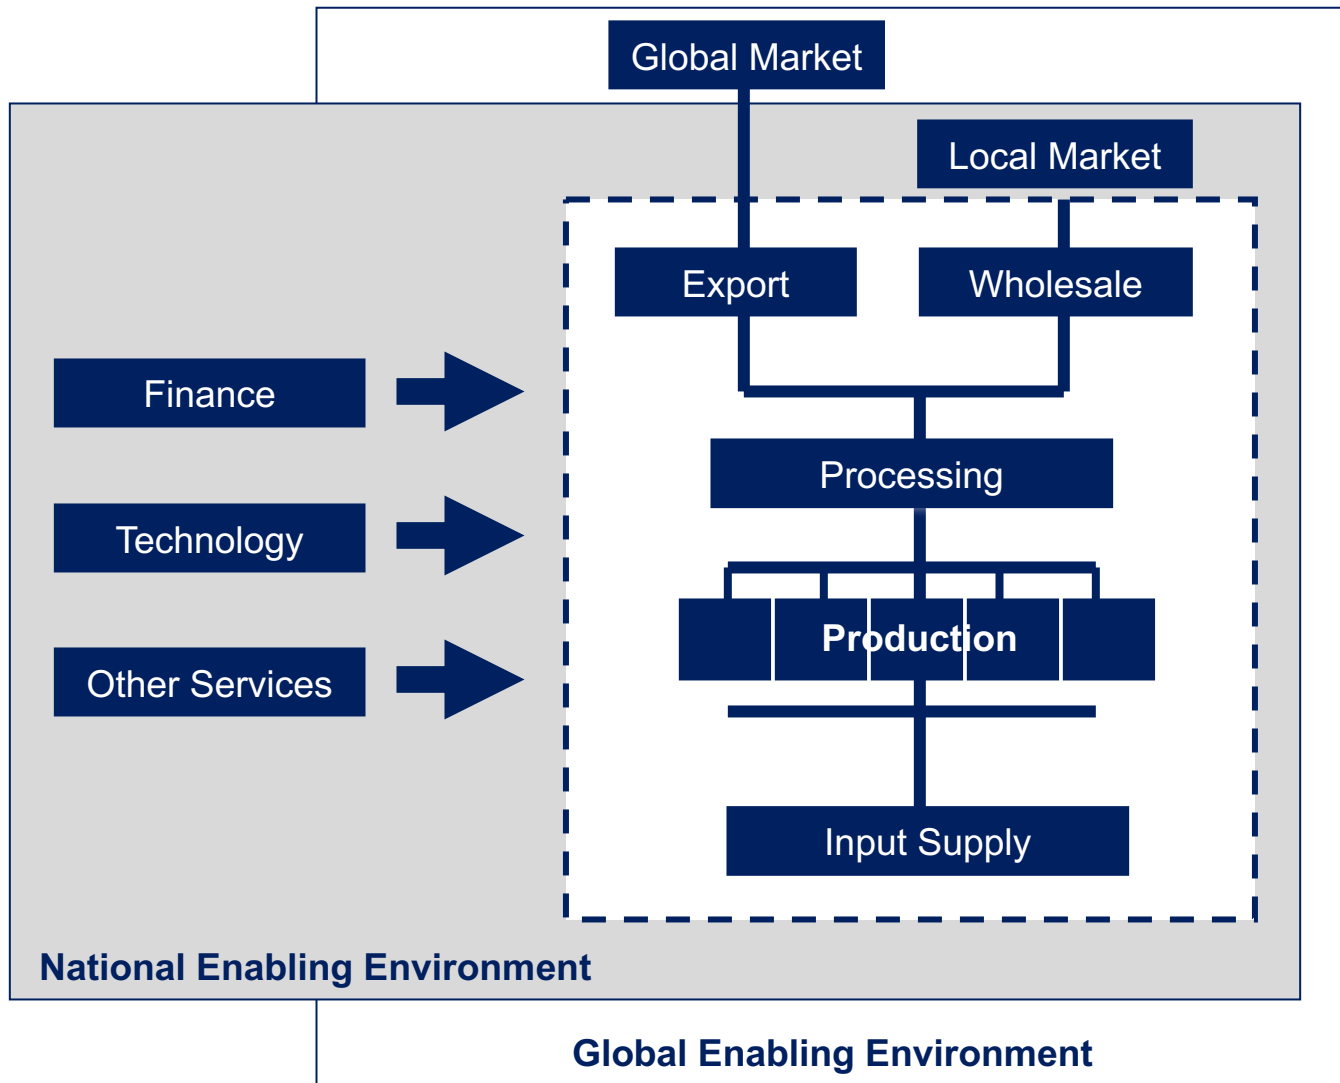 Global Market
Local Market
Export
Wholesale
Finance
Processing
Technology
Production
Other Services
Input Supply
National Enabling Environment
Global Enabling Environment